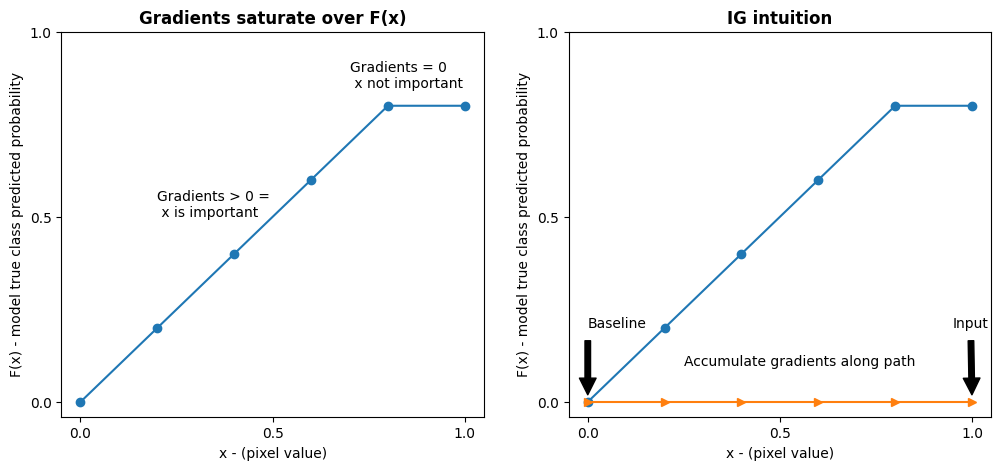 Gradients saturate over F(x)
F(x) - model true class predicted probability
1.0
0.5
0.0
Gradients = 0
x not important
Gradients > 0 =
x is important
0.0 0.5 1.0
x - (pixel value)
IG intuition
F(x) - model true class predicted probability
1.0
0.5
0.0
Baseline
Input
Accumulate gradients along path
0.0 0.5 1.0
x - (pixel value)